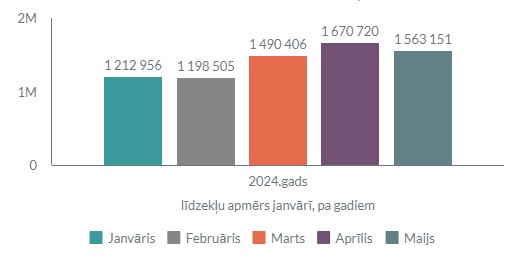 2M
1M
0
1 212 956
1 198 505
1 490 406
1 670 720
1 563 151
2024.gads
līdzekļu apmērs janvārī, pa gadiem
Janvāris Februāris Marts Aprīlis Maijs